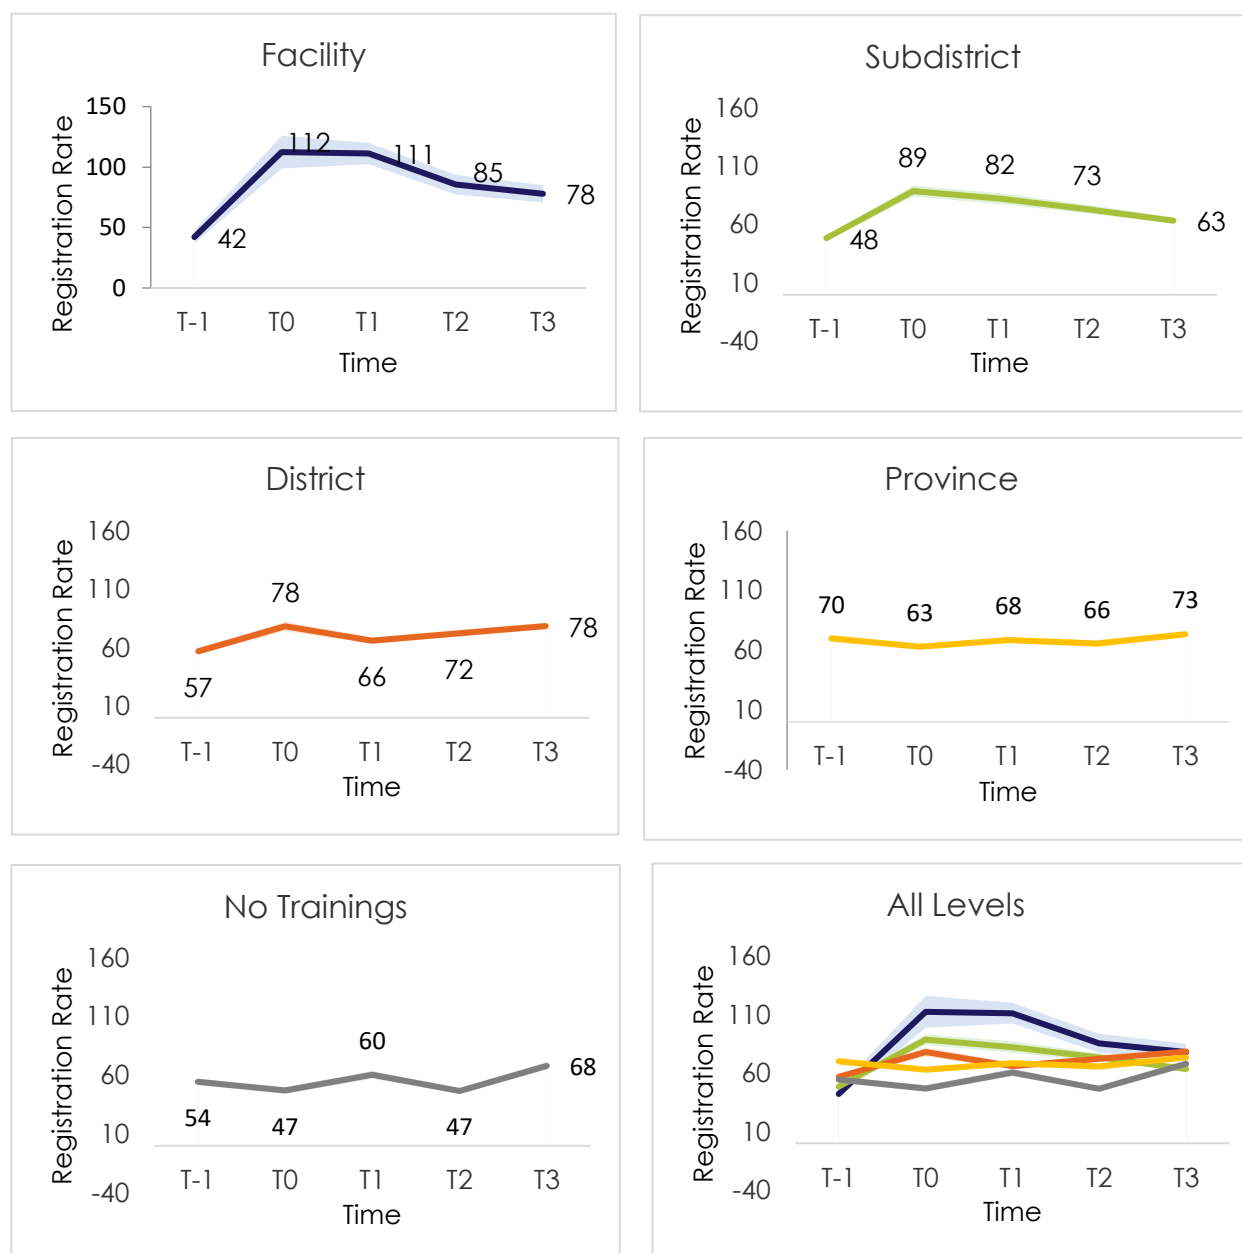 Facility
Registration Rate
150
100
50
0
112
111
85
78
42
T-1 T0 T1 T2 T3
Time
Subdistrict
Registration Rate
160
110
60
10
-40
89
82
73
48
63
T-1 T0 T1 T2 T3
Time
District
Registration Rate
160
110
60
10
-40
78
78
57
66
72
T-1 T0 T1 T2 T3
Time
Province
Registration Rate
160
110
60
10
-40
70 63 68 66 73
T-1 T0 T1 T2 T3
Time
No Trainings
Registration Rate
160
110
60
10
-40
60
68
54
47
47
T-1 T0 T1 T2 T3
Time
All Levels
Registration Rate
160
110
60
10
-40
T-1 T0 T1 T2 T3
Time